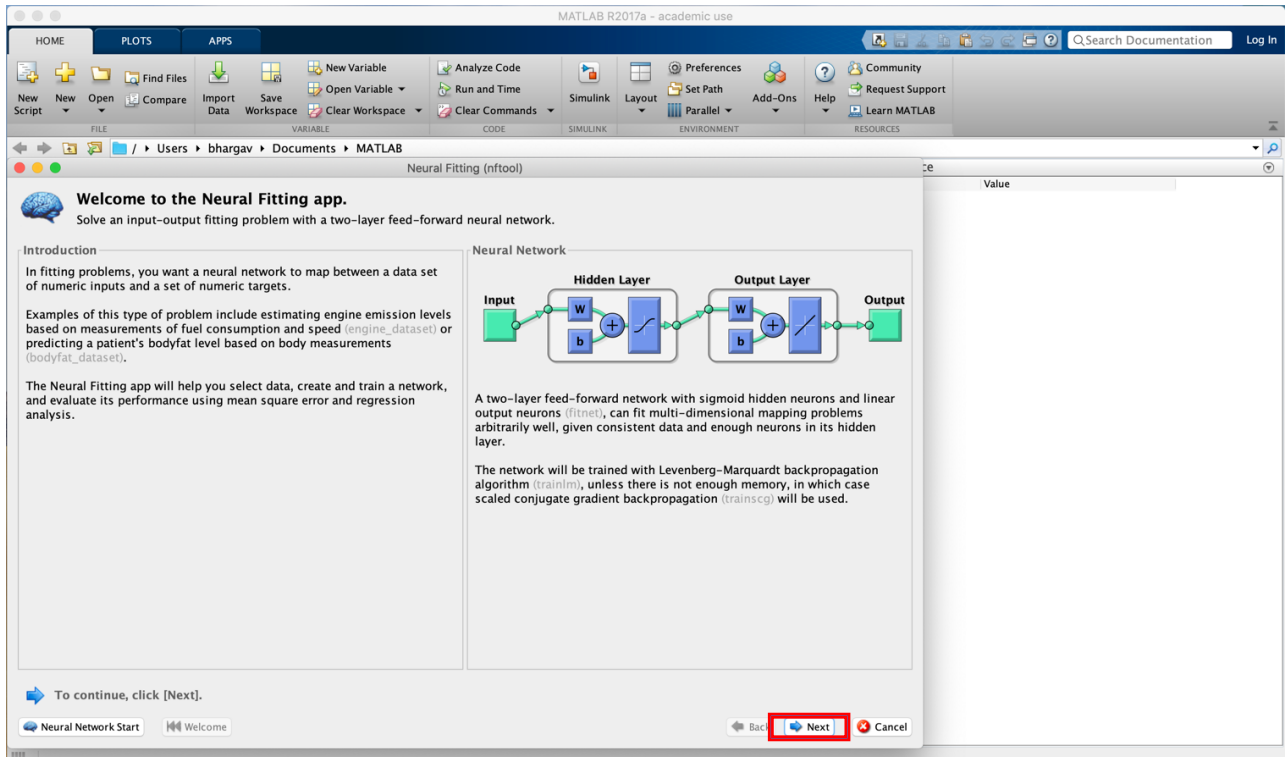 MATLAB R2017a - academic use
HOME
PLOTS
APPS
Search Documentation
Log In
New Script
New
Open
Find Files
Compare
Import Data
Save Workspace
New Variable
Open Variable
Clear Workspace
Analyze Code
Run and Time
Clear Commands
Simulink
Layout
Preferences
Set Path
Parallel
Add-Ons
Help
Community
Request Support
Learn MATLAB
FILE
VARIABLE
CODE
SIMULINK
ENVIRONMENT
RESOURCES
/ Users bhargav Documents MATLAB
Neural Fitting (nftool)
ce
Value
Welcome to the Neural Fitting app.
Solve an input-output fitting problem with a two-layer feed-forward neural network.
Introduction
In fitting problems, you want a neural network to map between a data set
of numeric inputs and a set of numeric targets.
Examples of this type of problem include estimating engine emission levels
based on measurements of fuel consumption and speed (engine_dataset) or
predicting a patient's bodyfat level based on body measurements
(bodyfat_dataset).
The Neural Fitting app will help you select data, create and train a network,
and evaluate its performance using mean square error and regression
analysis.
Neural Network
Hidden Layer
Output Layer
Input
Output
W
W
b
b
A two-layer feed-forward network with sigmoid hidden neurons and linear
output neurons (fitnet), can fit multi-dimensional mapping problems
arbitrarily well, given consistent data and enough neurons in its hidden
layer.
The network will be trained with Levenberg-Marquardt backpropagation
algorithm (trainlm), unless there is not enough memory, in which case
scaled conjugate gradient backpropagation (trainscg) will be used.
To continue, click [Next].
Neural Network Start
Welcome
Back
Next
Cancel